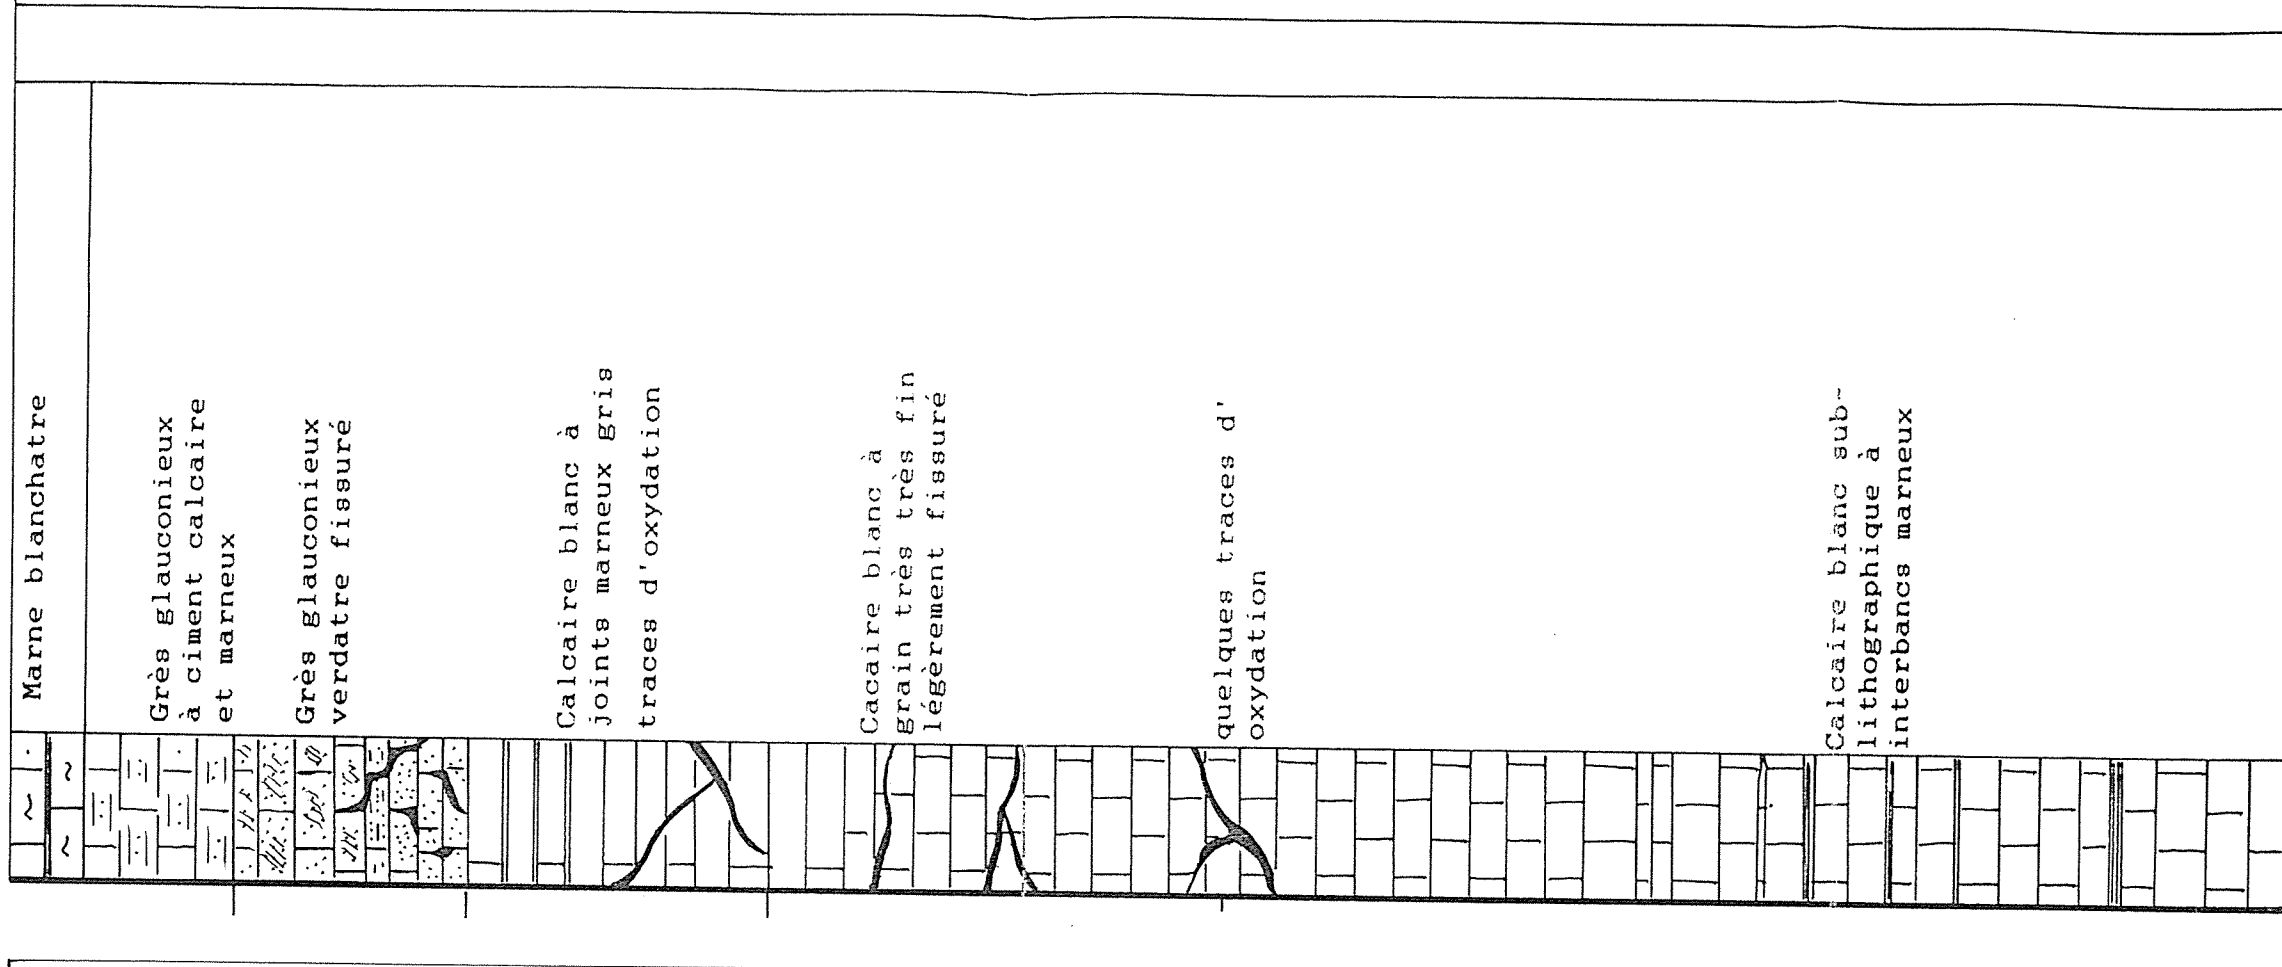 Marne blanchatre
Grès glauconieux
à ciment calcaire
et marneux
Grès glauconieux
verdatre fissuré
Calcaire blanc à
joints marneux gris
traces d'oxydation
Cacaire blanc à
grain très très fin
légèrement fissuré
quelques traces d'
oxydation
Calcaire blanc sub-
lithographique à
interbancs marneux